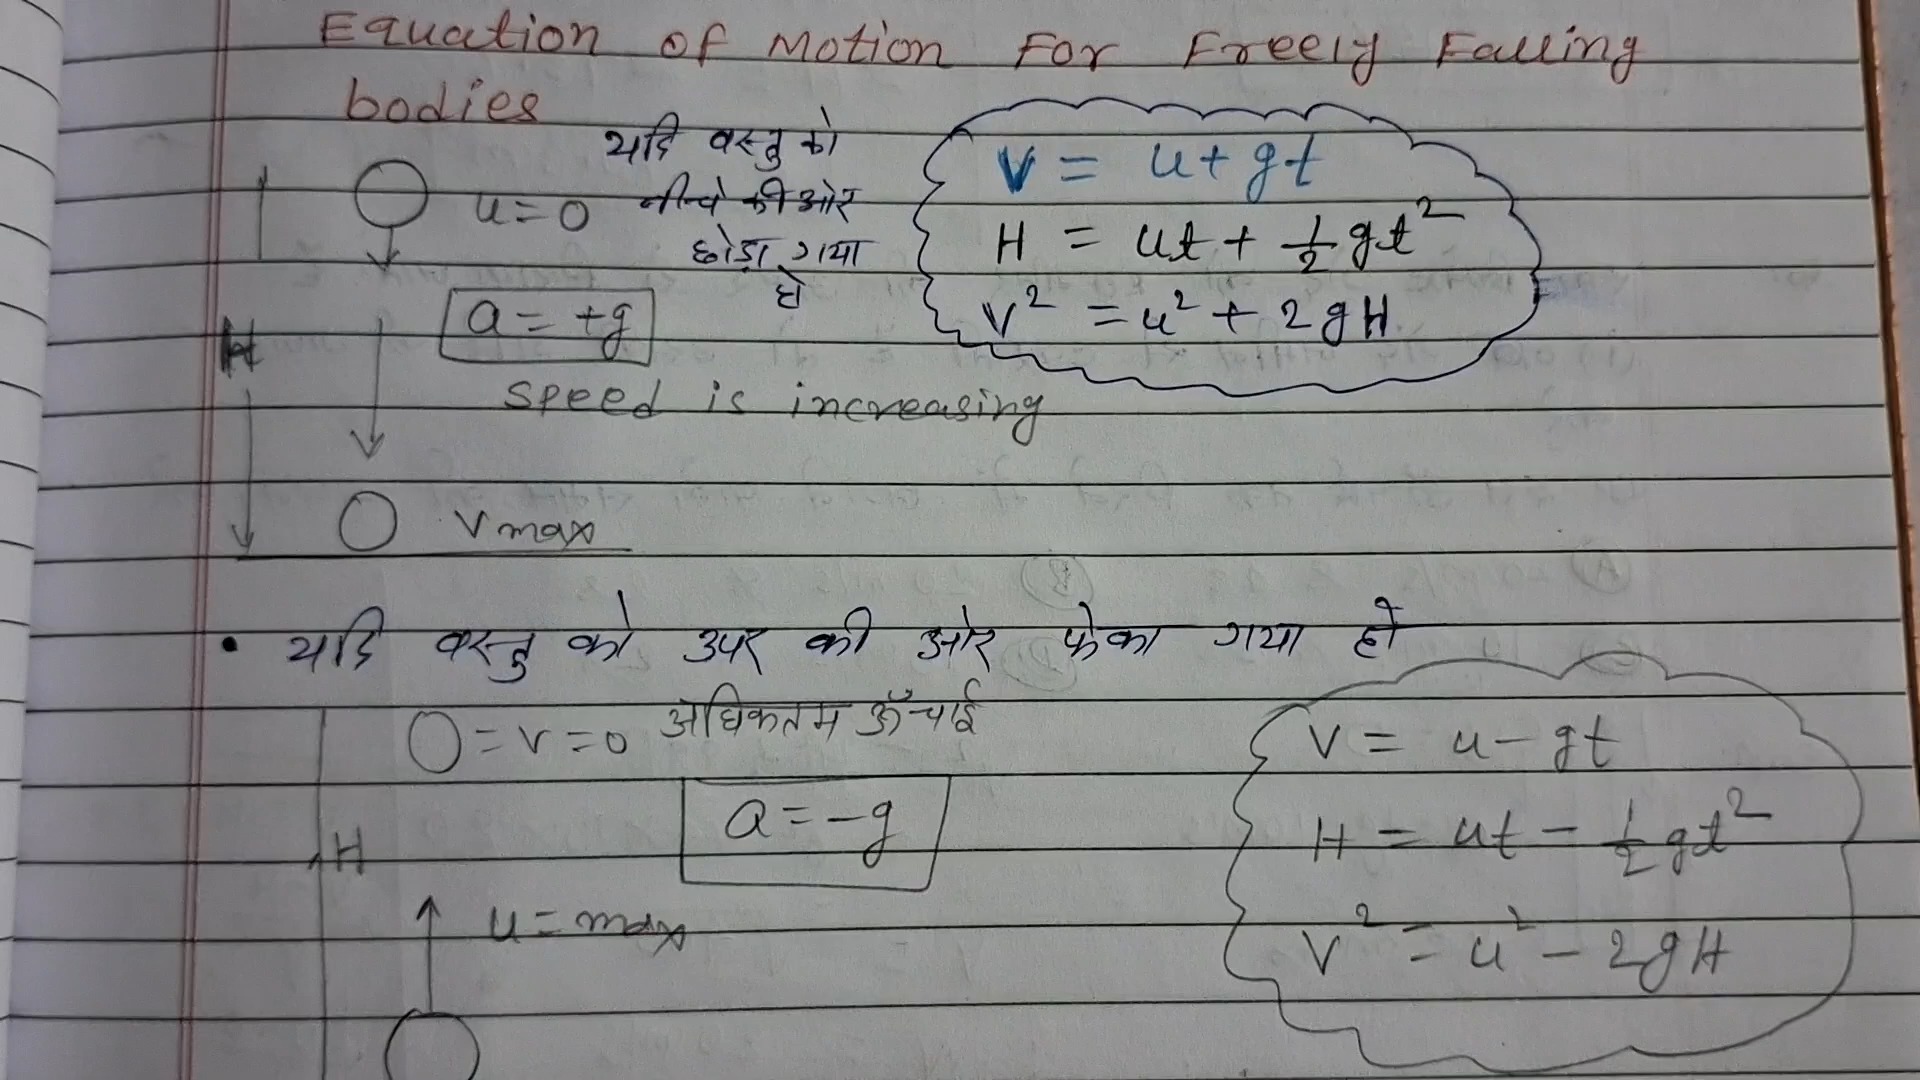 Equation of Motion For Freely Falling
bodies
यदि वस्तु को
नीचे की ओर
छोड़ा गया
हो
u = 0
a = +g
V = u + gt
H = ut + 1/2 gt²
V² = u² + 2gH
H
speed is increasing
Vmax
• यदि वस्तु को उपर की ओर फेका गया हो
O = v = 0 अधिकतम ऊँचाई
a = -g
H
u = max
V = u - gt
H = ut - 1/2 gt²
V² = u² - 2gH